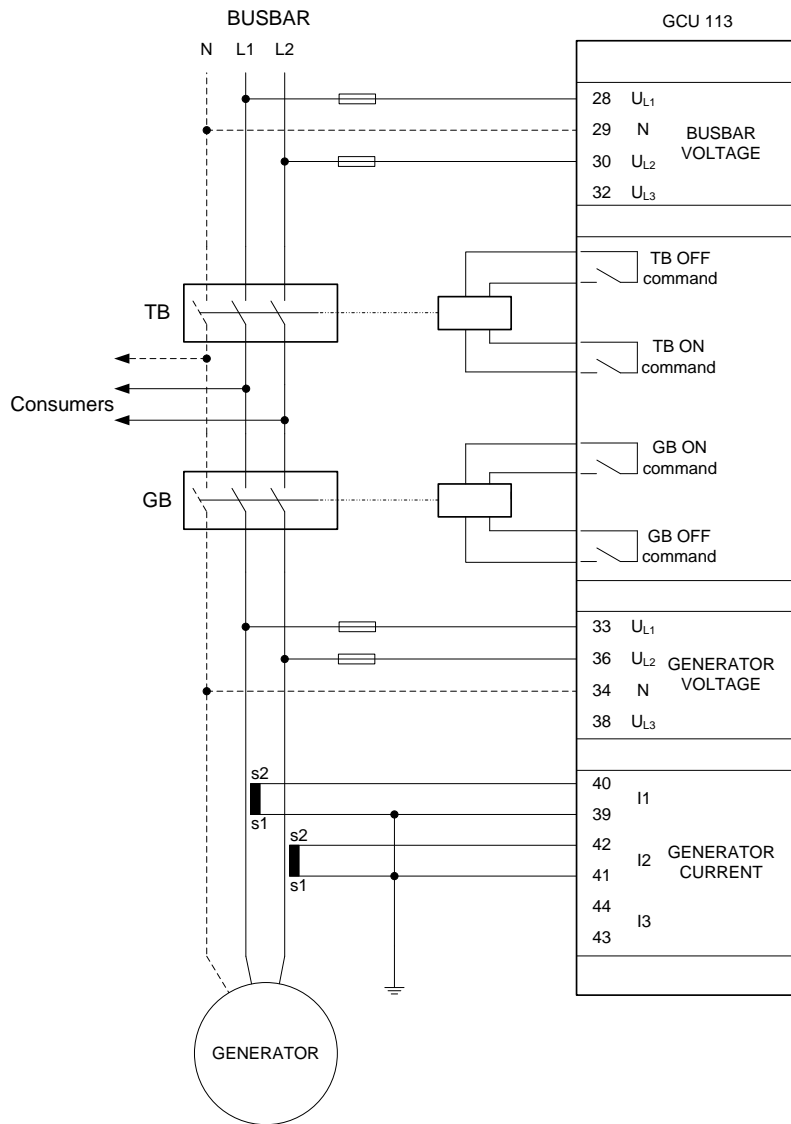 BUSBAR
GCU 113
N L1 L2
28 UL1
29 N
30 UL2
32 UL3
BUSBAR
VOLTAGE
TB OFF
command
TB
TB ON
command
Consumers
GB ON
command
GB
GB OFF
command
33 UL1
36 UL2
34 N
38 UL3
GENERATOR
VOLTAGE
s2
s1
s2
s1
40
39
I1
42
41
I2
44
43
I3
GENERATOR
CURRENT
GENERATOR